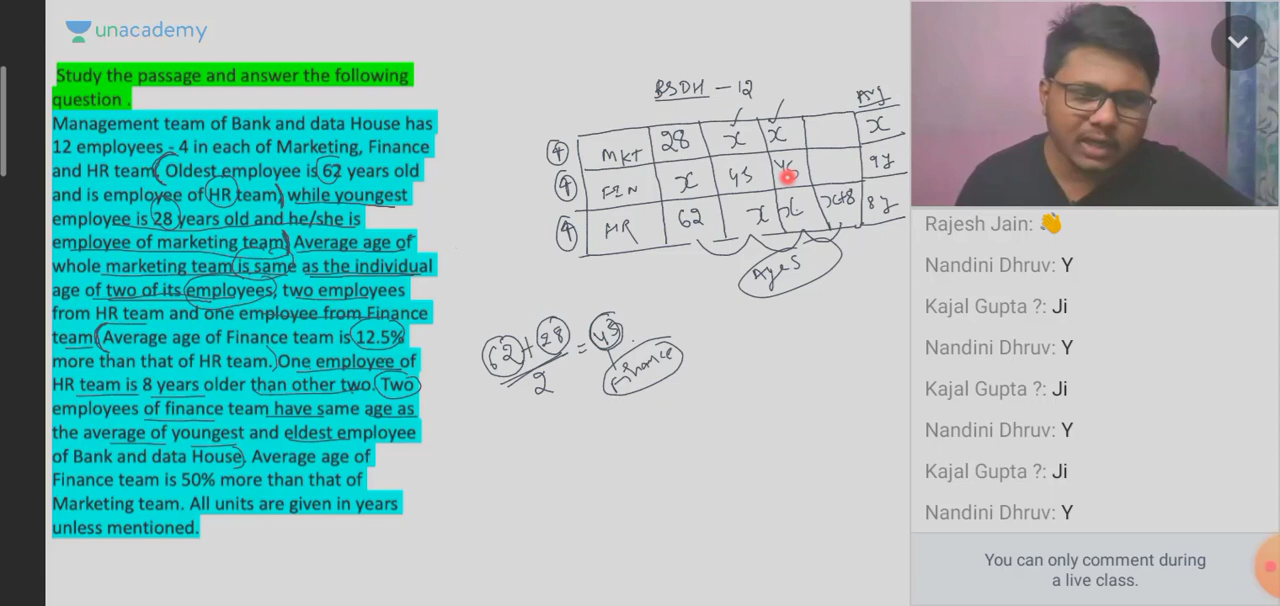 unacademy
Study the passage and answer the following
question .
Management team of Bank and data House has
12 employees - 4 in each of Marketing, Finance
and HR team. Oldest employee is 62 years old
and is employee of HR team, while youngest
employee is 28 years old and he/she is
employee of marketing team. Average age of
whole marketing team is same as the individual
age of two of its employees, two employees
from HR team and one employee from Finance
team. Average age of Finance team is 12.5%
more than that of HR team. One employee of
HR team is 8 years older than other two. Two
employees of finance team have same age as
the average of youngest and eldest employee
of Bank and data House. Average age of
Finance team is 50% more than that of
Marketing team. All units are given in years
unless mentioned.
BSDH - 12
Avg
4 MKT 28 x x x
4 FIN x 45 45 9y
4 HR 62 x x x+8 8y
Ages
62 + 28 / 2 = 45
Finance
Rajesh Jain: 👏
Nandini Dhruv: Y
Kajal Gupta ?: Ji
Nandini Dhruv: Y
Kajal Gupta ?: Ji
Nandini Dhruv: Y
Kajal Gupta ?: Ji
Nandini Dhruv: Y
You can only comment during
a live class.